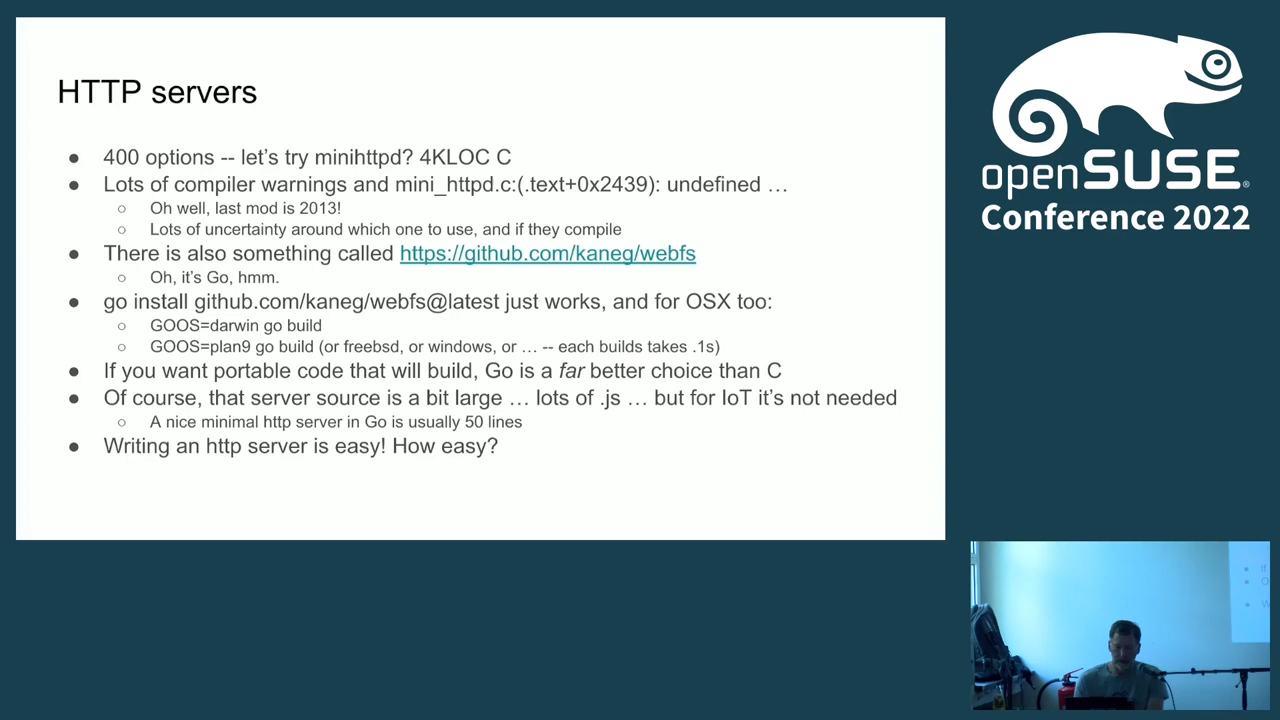 HTTP servers
● 400 options -- let's try minihttpd? 4KLOC C
● Lots of compiler warnings and mini_httpd.c:(.text+0x2439): undefined …
○ Oh well, last mod is 2013!
○ Lots of uncertainty around which one to use, and if they compile
● There is also something called https://github.com/kaneg/webfs
○ Oh, it's Go, hmm.
● go install github.com/kaneg/webfs@latest just works, and for OSX too:
○ GOOS=darwin go build
○ GOOS=plan9 go build (or freebsd, or windows, or … -- each builds takes .1s)
● If you want portable code that will build, Go is a far better choice than C
● Of course, that server source is a bit large … lots of .js … but for IoT it's not needed
○ A nice minimal http server in Go is usually 50 lines
● Writing an http server is easy! How easy?
openSUSE®
Conference 2022